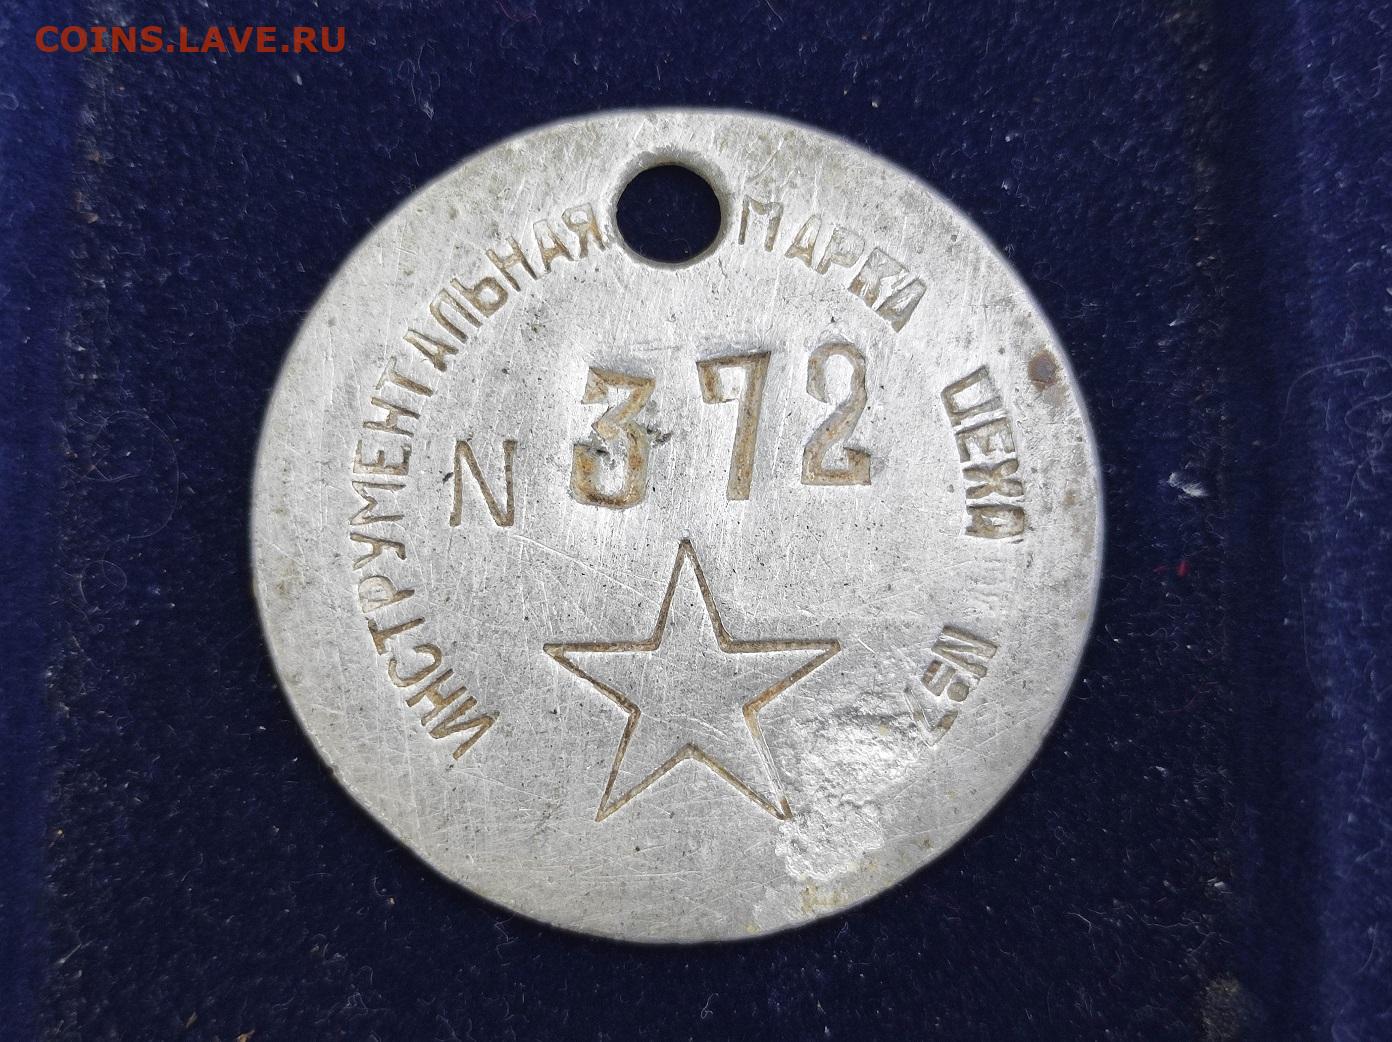 COINS.LAVE.RU
ИНСТРУМЕНТАЛЬНАЯ МАРКА ЦЕХА №7
N 372